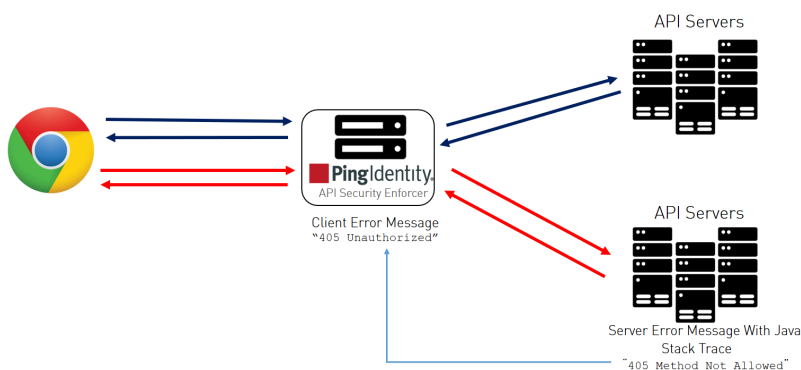 API Servers
PingIdentity.
API Security Enforcer
Client Error Message
"405 Unauthorized"
API Servers
Server Error Message With Java
Stack Trace
"405 Method Not Allowed"